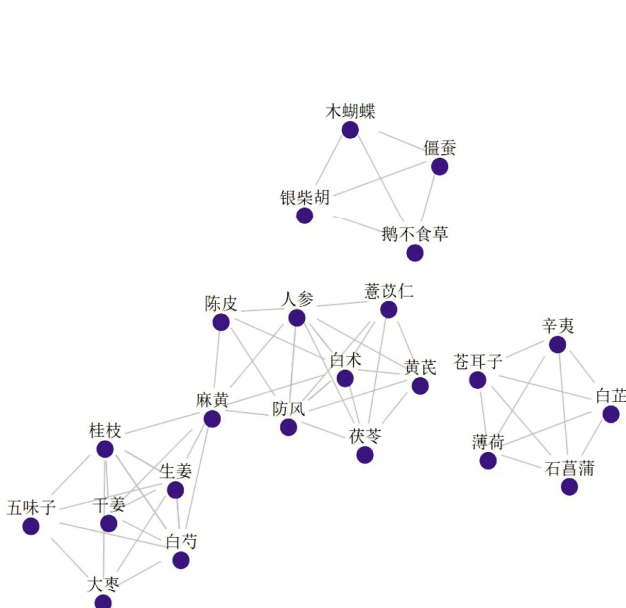 木蝴蝶
僵蚕
银柴胡
鹅不食草
薏苡仁
人参
陈皮
辛夷
白术
苍耳子
黄芪
白芷
麻黄
防风
桂枝
茯苓
薄荷
石菖蒲
生姜
干姜
五味子
白芍
大枣